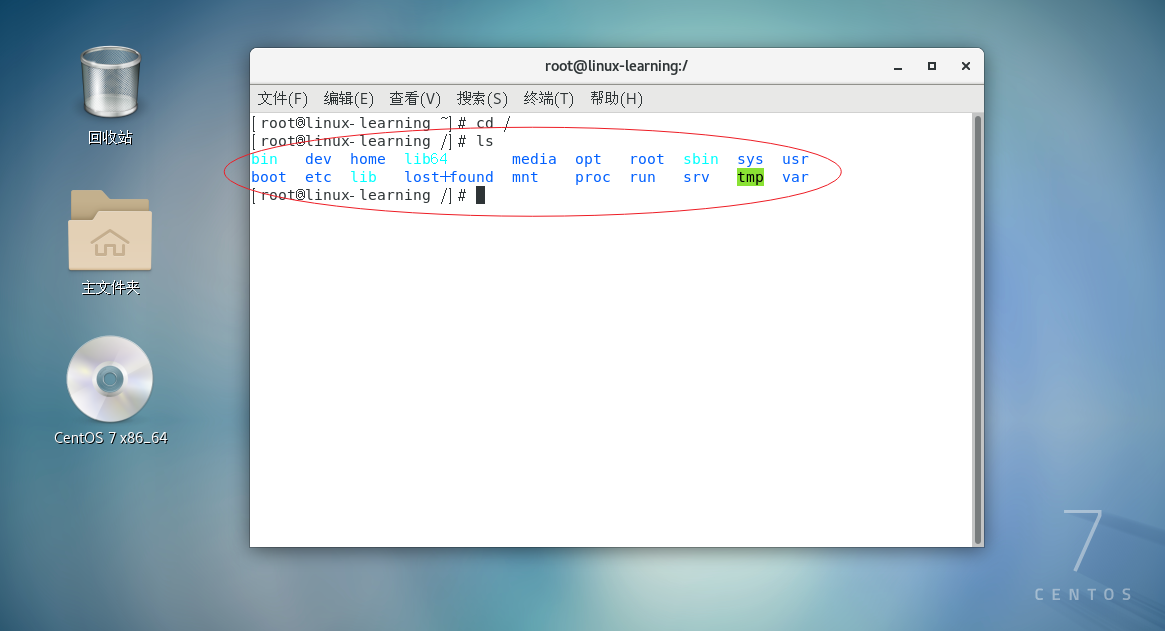 回收站
主文件夹
CentOS 7 x86_64
root@linux-learning:/
文件(F) 编辑(E) 查看(V) 搜索(S) 终端(T) 帮助(H)
[root@linux-learning ~]# cd /
[root@linux-learning /]# ls
bin dev home lib64 media opt root sbin sys usr
boot etc lib lost+found mnt proc run srv tmp var
[root@linux-learning /]#
7
CENTOS